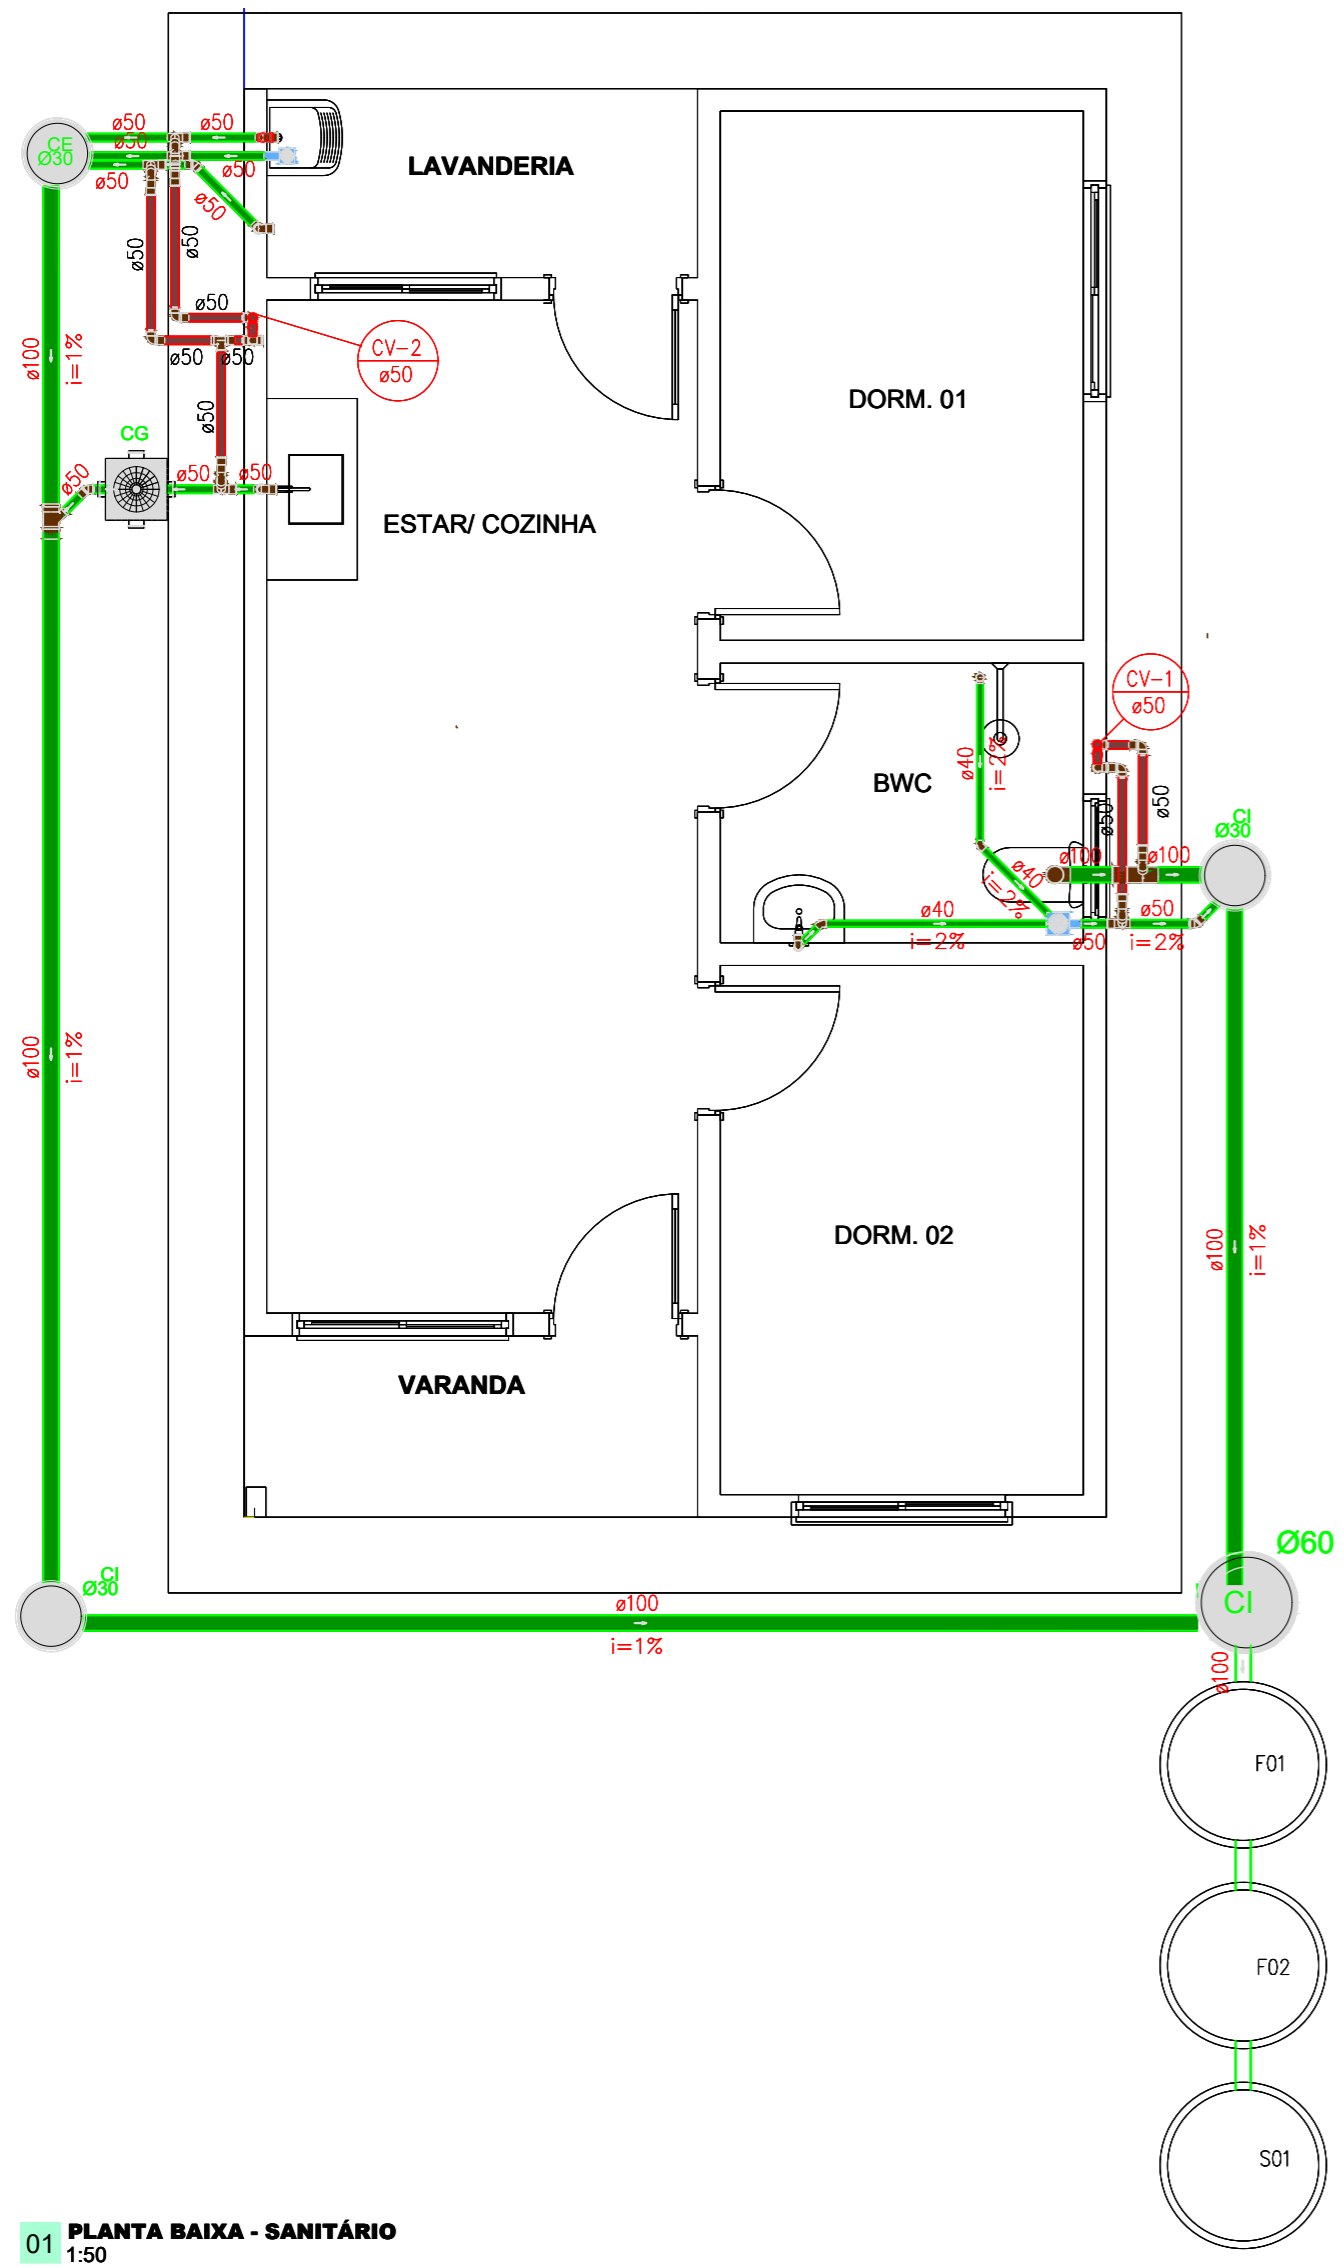 ø50
ø50
CE
Ø30
ø50
ø50
ø50
ø50
LAVANDERIA
ø50
ø50
ø50
ø50
ø50
CV-2
ø50
ø100
i=1%
ø50
CG
ø50
ø50
ø50
ESTAR/ COZINHA
DORM. 01
CV-1
ø50
BWC
ø40
i=2%
ø50
ø50
CI
Ø30
ø100
ø100
ø40
i=2%
ø40
i=2%
ø50
ø50
i=2%
ø100
i=1%
DORM. 02
ø100
i=1%
VARANDA
Ø60
CI
CI
Ø30
ø100
i=1%
ø100
F01
F02
S01
01 PLANTA BAIXA - SANITÁRIO
1:50